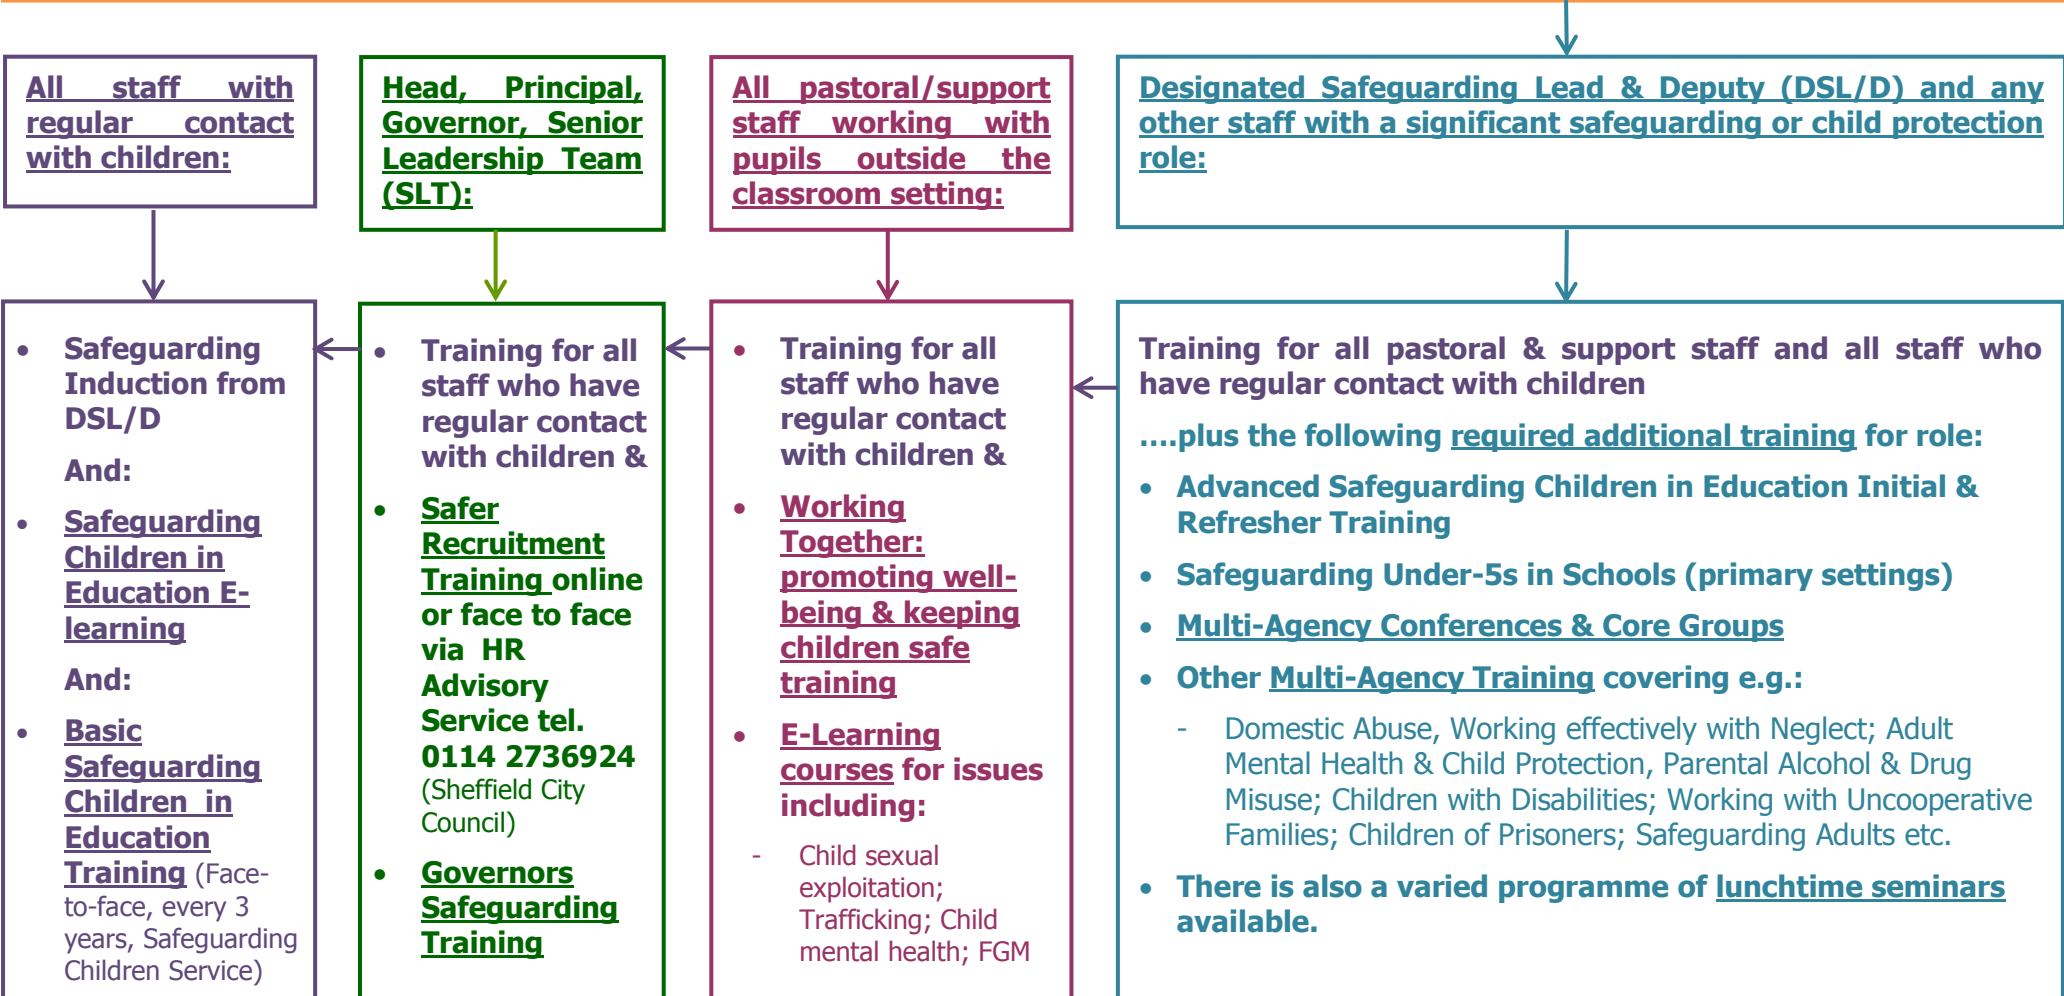 All staff with
regular contact
with children:
Head, Principal,
Governor, Senior
Leadership Team
(SLT):
All pastoral/support
staff working with
pupils outside the
classroom setting:
Designated Safeguarding Lead & Deputy (DSL/D) and any
other staff with a significant safeguarding or child protection
role:
• Safeguarding
Induction from
DSL/D
And:
• Safeguarding
Children in
Education E-
learning
And:
• Basic
Safeguarding
Children in
Education
Training (Face-
to-face, every 3
years, Safeguarding
Children Service)
• Training for all
staff who have
regular contact
with children &
• Safer
Recruitment
Training online
or face to face
via HR
Advisory
Service tel.
0114 2736924
(Sheffield City
Council)
• Governors
Safeguarding
Training
• Training for all
staff who have
regular contact
with children &
• Working
Together:
promoting well-
being & keeping
children safe
training
• E-Learning
courses for issues
including:
- Child sexual
exploitation;
Trafficking; Child
mental health; FGM
Training for all pastoral & support staff and all staff who
have regular contact with children
....plus the following required additional training for role:
• Advanced Safeguarding Children in Education Initial &
Refresher Training
• Safeguarding Under-5s in Schools (primary settings)
• Multi-Agency Conferences & Core Groups
• Other Multi-Agency Training covering e.g.:
- Domestic Abuse, Working effectively with Neglect; Adult
Mental Health & Child Protection, Parental Alcohol & Drug
Misuse; Children with Disabilities; Working with Uncooperative
Families; Children of Prisoners; Safeguarding Adults etc.
• There is also a varied programme of lunchtime seminars
available.